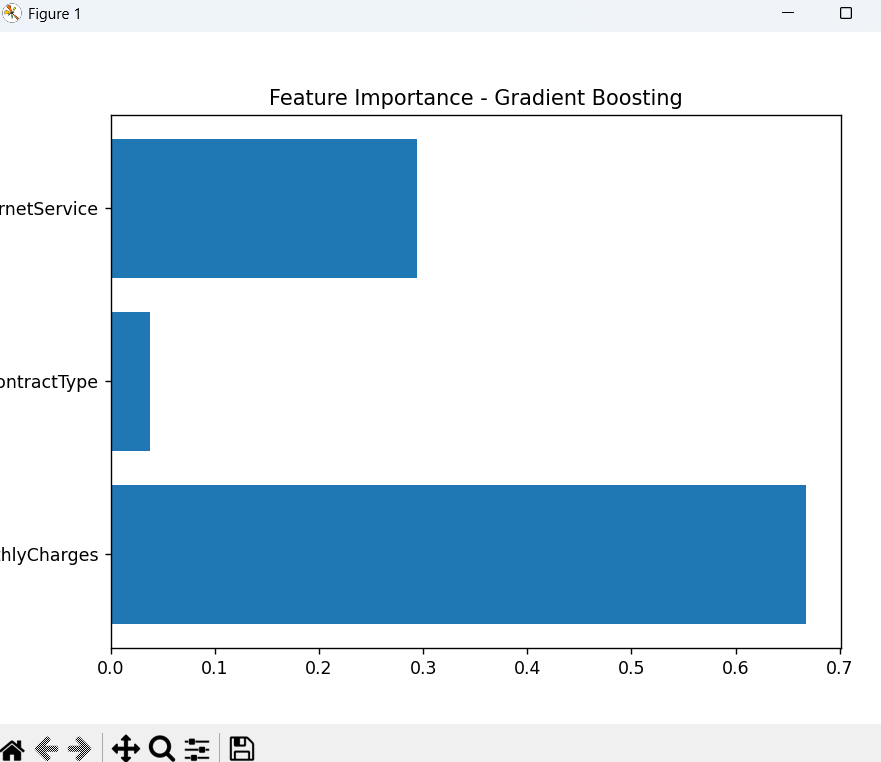 Figure 1
Feature Importance - Gradient Boosting
rnetService
ontractType
hlyCharges
0.0 0.1 0.2 0.3 0.4 0.5 0.6 0.7